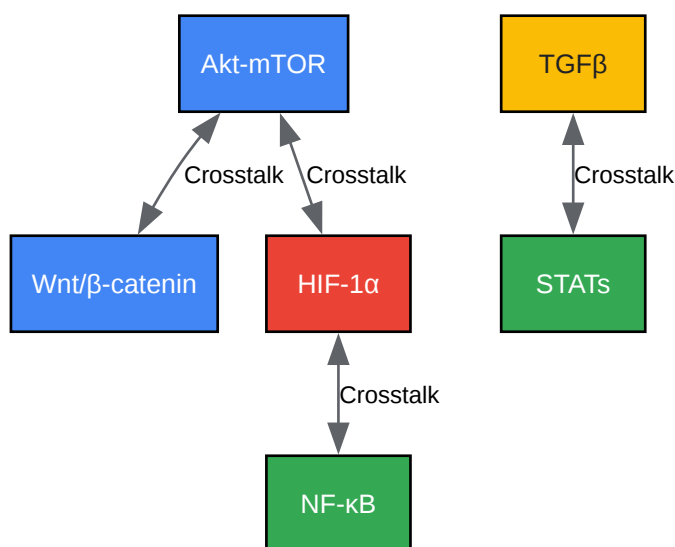 Akt-mTOR
TGFβ
Crosstalk
Crosstalk
Crosstalk
Wnt/β-catenin
HIF-1α
STATs
Crosstalk
NF-κB